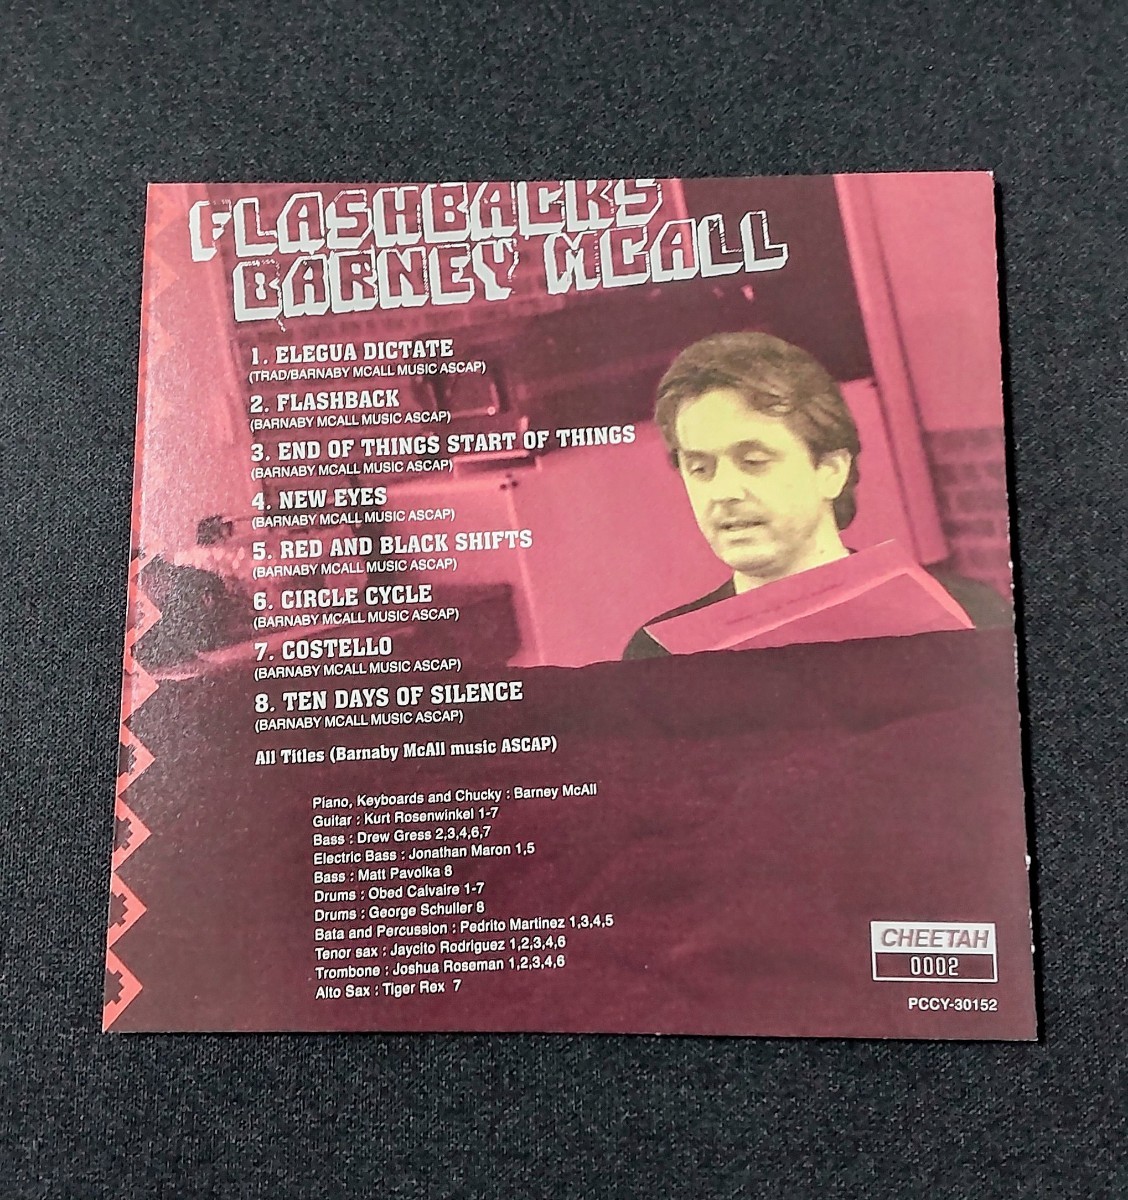 FLASHBACKS
BARNEY MCALL
1. ELEGUA DICTATE
(TRAD/BARNABY MCALL MUSIC ASCAP)
2. FLASHBACK
(BARNABY MCALL MUSIC ASCAP)
3. END OF THINGS START OF THINGS
(BARNABY MCALL MUSIC ASCAP)
4. NEW EYES
(BARNABY MCALL MUSIC ASCAP)
5. RED AND BLACK SHIFTS
(BARNABY MCALL MUSIC ASCAP)
6. CIRCLE CYCLE
(BARNABY MCALL MUSIC ASCAP)
7. COSTELLO
(BARNABY MCALL MUSIC ASCAP)
8. TEN DAYS OF SILENCE
(BARNABY MCALL MUSIC ASCAP)
All Titles (Barnaby McAll music ASCAP)
Piano, Keyboards and Chucky : Barney McAll
Guitar : Kurt Rosenwinkel 1-7
Bass : Drew Gress 2,3,4,6,7
Electric Bass : Jonathan Maron 1,5
Bass : Matt Pavolka 8
Drums : Obed Calvaire 1-7
Drums : George Schuller 8
Bata and Percussion : Pedrito Martinez 1,3,4,5
Tenor sax : Jaycito Rodriguez 1,2,3,4,6
Trombone : Joshua Roseman 1,2,3,4,6
Alto Sax : Tiger Rex 7
CHEETAH
0002
PCCY-30152